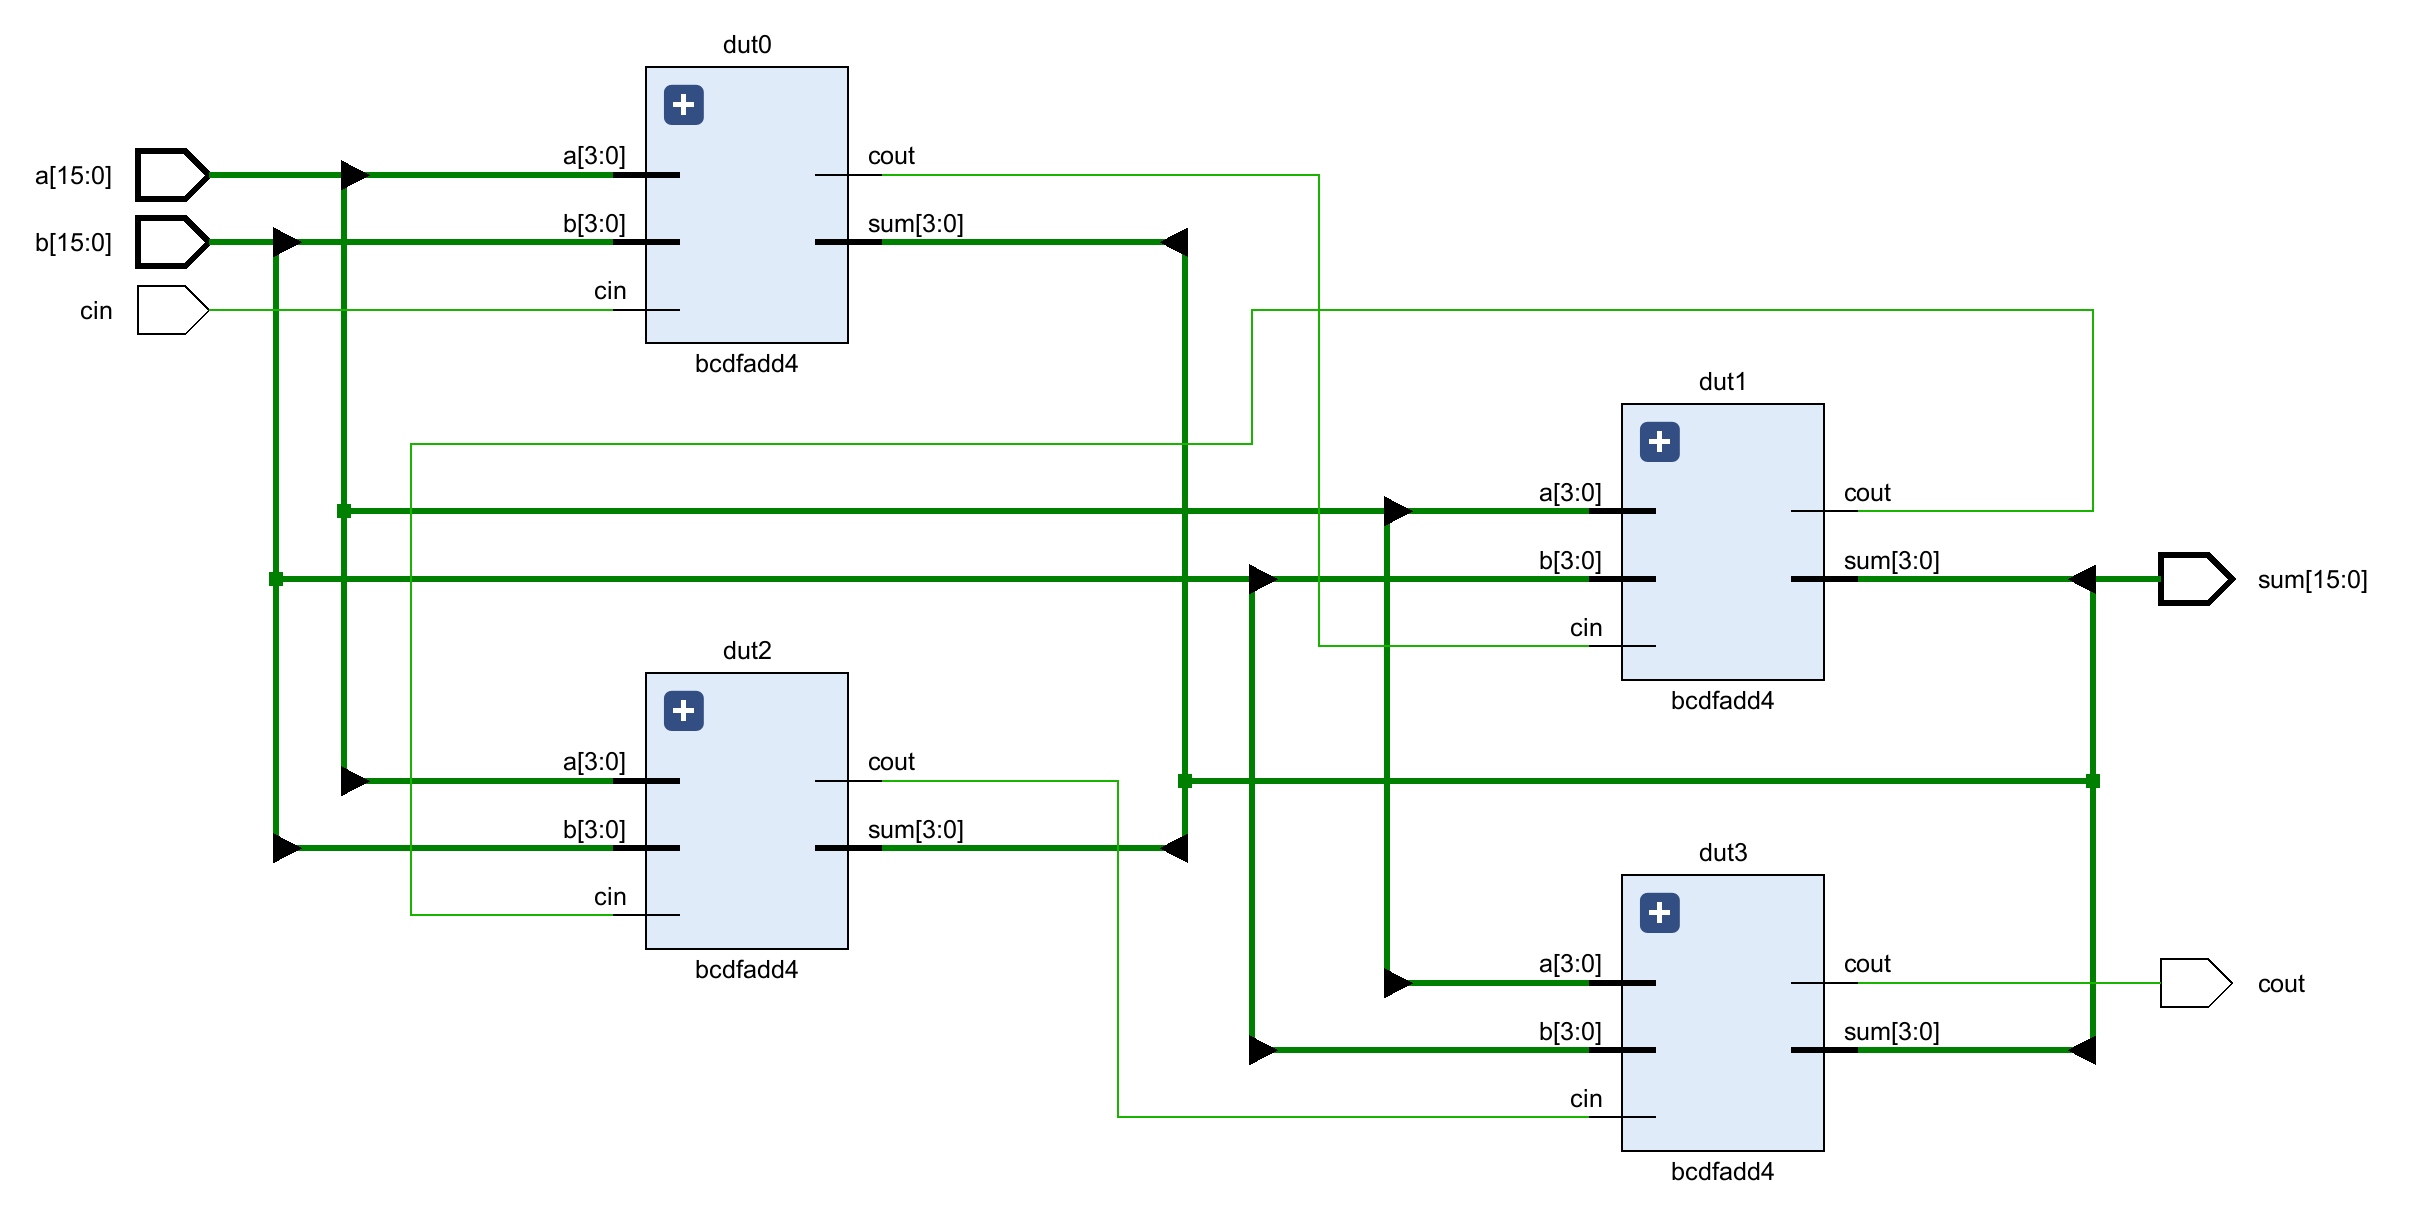 dut0
a[15:0]
a[3:0]
cout
b[15:0]
b[3:0]
sum[3:0]
cin
cin
bcdfadd4
dut1
a[3:0]
cout
b[3:0]
sum[3:0]
sum[15:0]
cin
bcdfadd4
dut2
a[3:0]
cout
b[3:0]
sum[3:0]
cin
bcdfadd4
dut3
a[3:0]
cout
cout
b[3:0]
sum[3:0]
cin
bcdfadd4